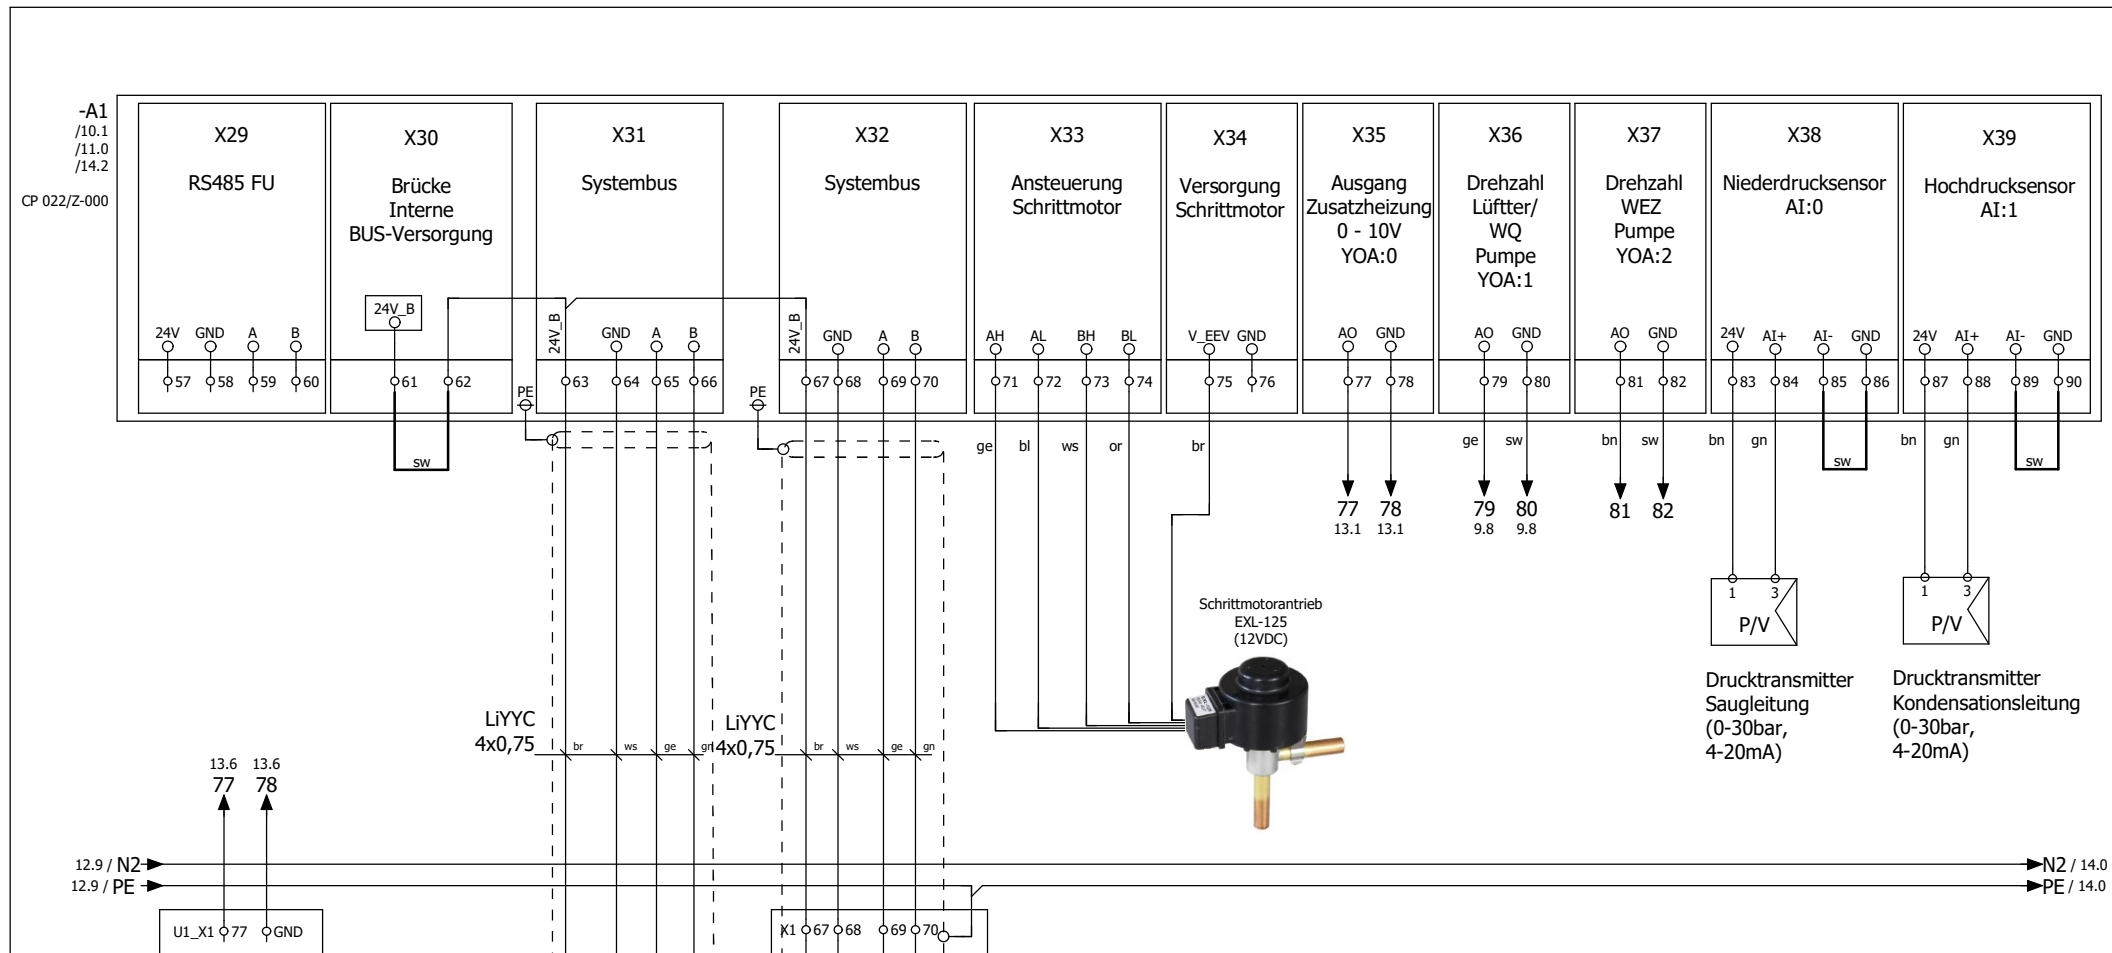 -A1
/10.1
/11.0
/14.2
CP 022/Z-000
X29
RS485 FU
24V GND A B
57 58 59 60
X30
Brücke
Interne
BUS-Versorgung
24V_B
61 62
sw
X31
Systembus
24V_B GND A B
PE 63 64 65 66
X32
Systembus
24V_B GND A B
PE 67 68 69 70
X33
Ansteuerung
Schrittmotor
AH AL BH BL
71 72 73 74
ge bl ws or
X34
Versorgung
Schrittmotor
V_EEV GND
75 76
br
X35
Ausgang
Zusatzheizung
0 - 10V
YOA:0
AO GND
77 78
77 78
13.1 13.1
X36
Drehzahl
Lüftter/
WQ
Pumpe
YOA:1
AO GND
79 80
ge sw
79 80
9.8 9.8
X37
Drehzahl
WEZ
Pumpe
YOA:2
AO GND
81 82
bn sw
81 82
X38
Niederdrucksensor
AI:0
24V AI+ AI- GND
83 84 85 86
bn gn sw
1 3
P/V
Drucktransmitter
Saugleitung
(0-30bar,
4-20mA)
X39
Hochdrucksensor
AI:1
24V AI+ AI- GND
87 88 89 90
bn gn sw
1 3
P/V
Drucktransmitter
Kondensationsleitung
(0-30bar,
4-20mA)
Schrittmotorantrieb
EXL-125
(12VDC)
LiYYC
4x0,75
br ws ge gn
LiYYC
4x0,75
br ws ge gn
13.6 13.6
77 78
12.9 / N2
N2 / 14.0
12.9 / PE
PE / 14.0
U1_X1 77 GND
X1 67 68 69 70